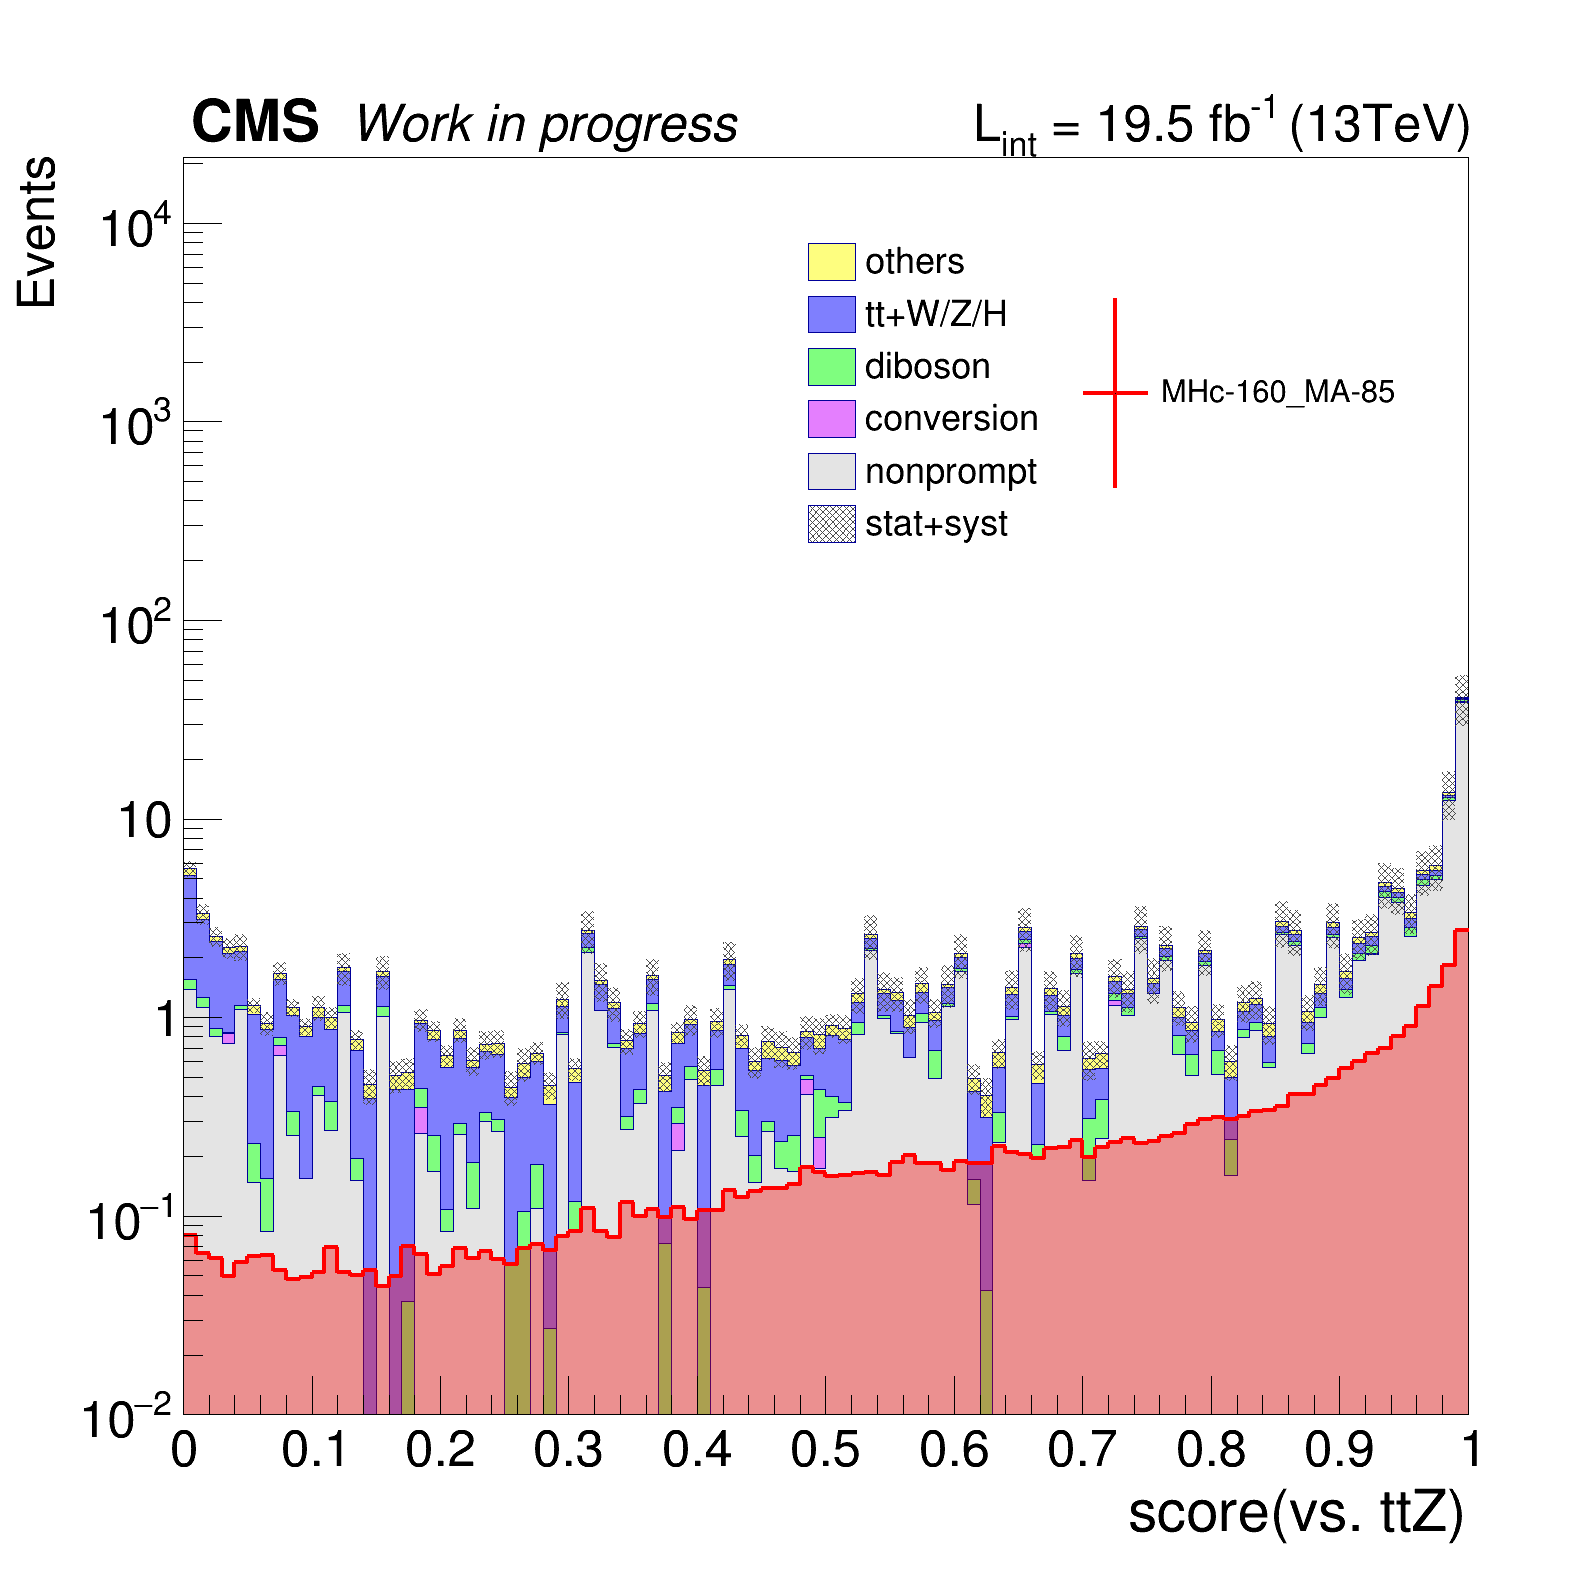 CMS Work in progress L_int = 19.5 fb^-1 (13TeV)
Events
10^4
10^3
10^2
10
1
10^−1
10^−2
others
tt+W/Z/H
diboson
conversion
nonprompt
stat+syst
MHc-160_MA-85
0 0.1 0.2 0.3 0.4 0.5 0.6 0.7 0.8 0.9 1
score(vs. ttZ)